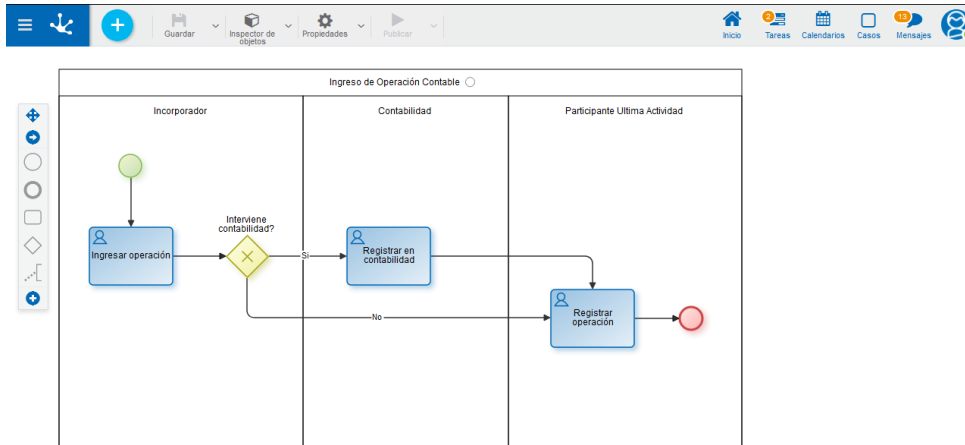 Guardar
Inspector de
objetos
Propiedades
Publicar
Inicio
2
Tareas
Calendarios
Casos
13
Mensajes
Ingreso de Operación Contable
Incorporador
Contabilidad
Participante Ultima Actividad
Interviene
contabilidad?
Ingresar operación
Si
Registrar en
contabilidad
No
Registrar
operación